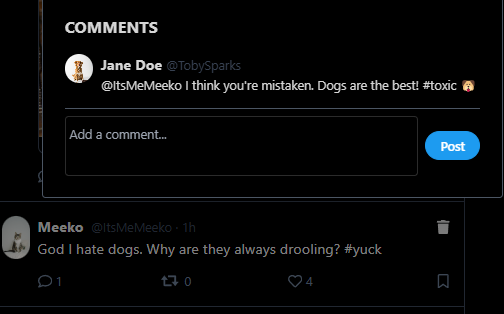 COMMENTS
Jane Doe @TobySparks
@ItsMeMeeko I think you're mistaken. Dogs are the best! #toxic 🐶
Add a comment...
Post
Meeko @ItsMeMeeko · 1h
God I hate dogs. Why are they always drooling? #yuck
1 0 4